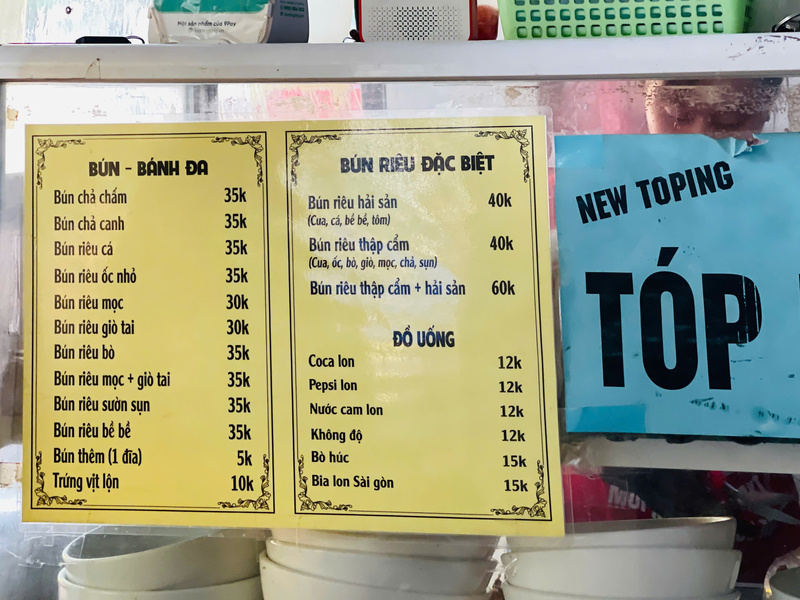 Hội sản phẩm của 9Pay
BÚN - BÁNH ĐA
Bún chả chấm 35k
Bún chả canh 35k
Bún riêu cá 35k
Bún riêu ốc nhỏ 35k
Bún riêu mọc 30k
Bún riêu giò tai 30k
Bún riêu bò 35k
Bún riêu mọc + giò tai 35k
Bún riêu sườn sụn 35k
Bún riêu bề bề 35k
Bún thêm (1 đĩa) 5k
Trứng vịt lộn 10k
BÚN RIÊU ĐẶC BIỆT
Bún riêu hải sản 40k
(Cua, cá, bề bề, tôm)
Bún riêu thập cẩm 40k
(Cua, ốc, bò, giò, mọc, chả, sụn)
Bún riêu thập cẩm + hải sản 60k
ĐỒ UỐNG
Coca lon 12k
Pepsi lon 12k
Nước cam lon 12k
Không độ 12k
Bò húc 15k
Bia lon Sài gòn 15k
NEW TOPING
TÓP